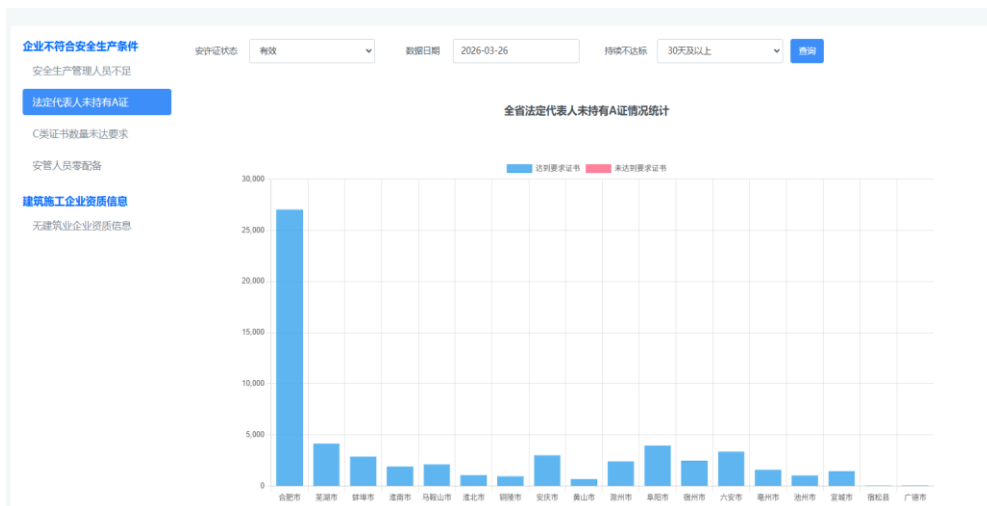 企业不符合安全生产条件
安全生产管理人员不足
法定代表人未持有A证
C类证书数量未达要求
安管人员零配备
建筑施工企业资质信息
无建筑业企业资质信息
安许证状态 有效 数据日期 2026-03-26 持续不达标 30天及以上 查询
全省法定代表人未持有A证情况统计
达到要求证书 未达到要求证书
30,000
25,000
20,000
15,000
10,000
5,000
0
合肥市 芜湖市 蚌埠市 淮南市 马鞍山市 淮北市 铜陵市 安庆市 黄山市 滁州市 阜阳市 宿州市 六安市 亳州市 池州市 宣城市 宿松县 广德市